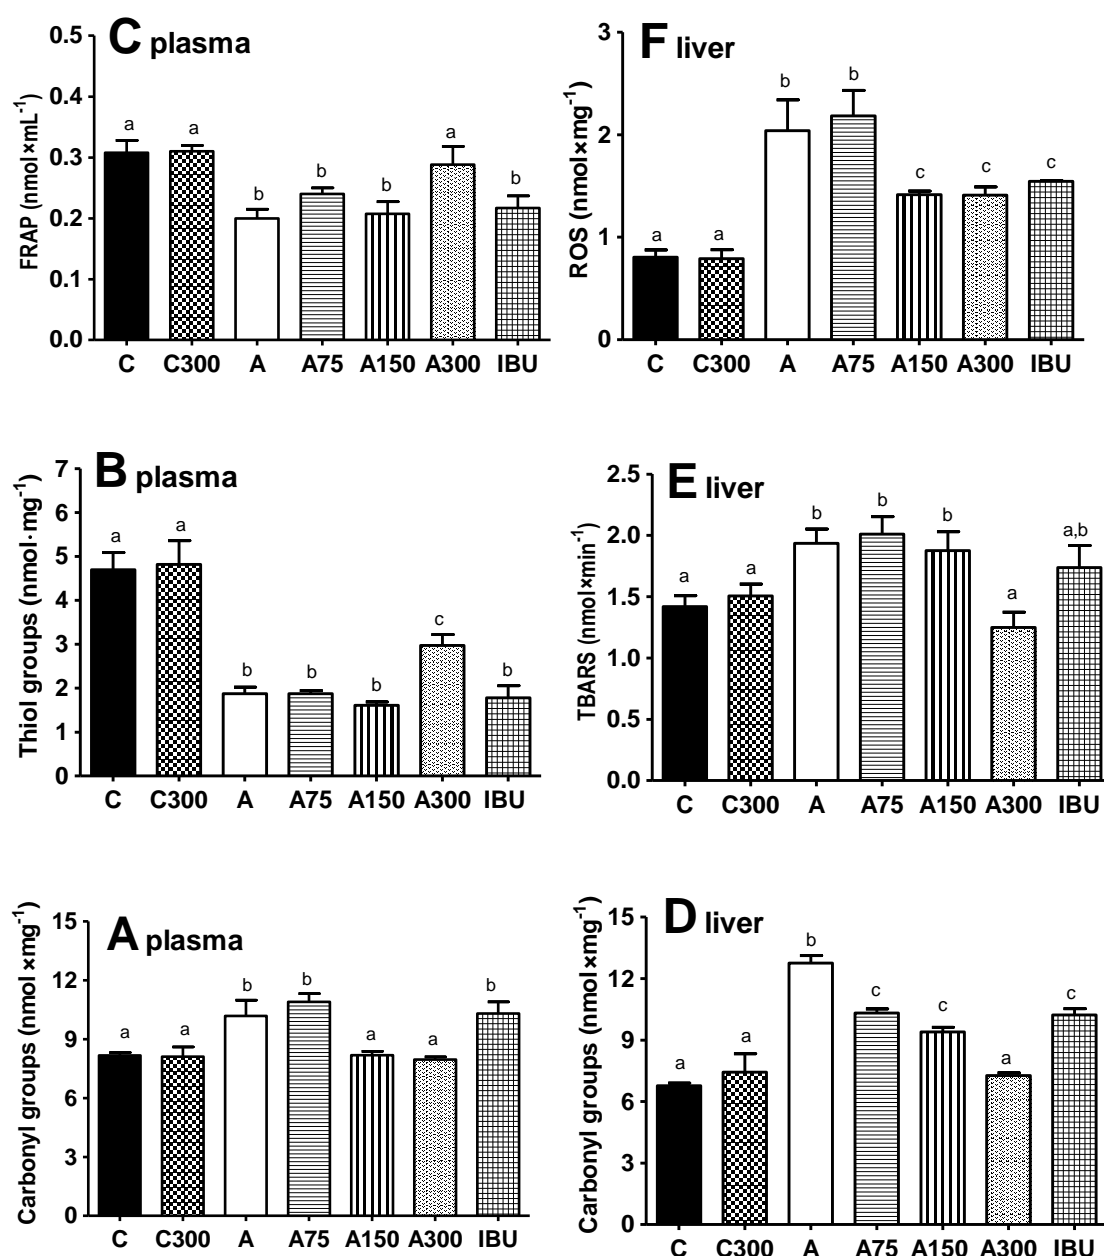 C plasma
FRAP (nmol×mL⁻¹)
0.5
0.4
0.3
0.2
0.1
0.0
a
a
b
b
b
a
b
C C300 A A75 A150 A300 IBU
F liver
ROS (nmol×mg⁻¹)
3
2
1
0
a
a
b
b
c
c
c
C C300 A A75 A150 A300 IBU
B plasma
Thiol groups (nmol·mg⁻¹)
7
6
5
4
3
2
1
0
a
a
b
b
b
c
b
C C300 A A75 A150 A300 IBU
E liver
TBARS (nmol×min⁻¹)
2.5
2.0
1.5
1.0
0.5
0.0
a
a
b
b
b
a
a,b
C C300 A A75 A150 A300 IBU
A plasma
Carbonyl groups (nmol×mg⁻¹)
15
12
9
6
3
0
a
a
b
b
a
a
b
C C300 A A75 A150 A300 IBU
D liver
Carbonyl groups (nmol×mg⁻¹)
15
12
9
6
3
0
a
a
b
c
c
a
c
C C300 A A75 A150 A300 IBU